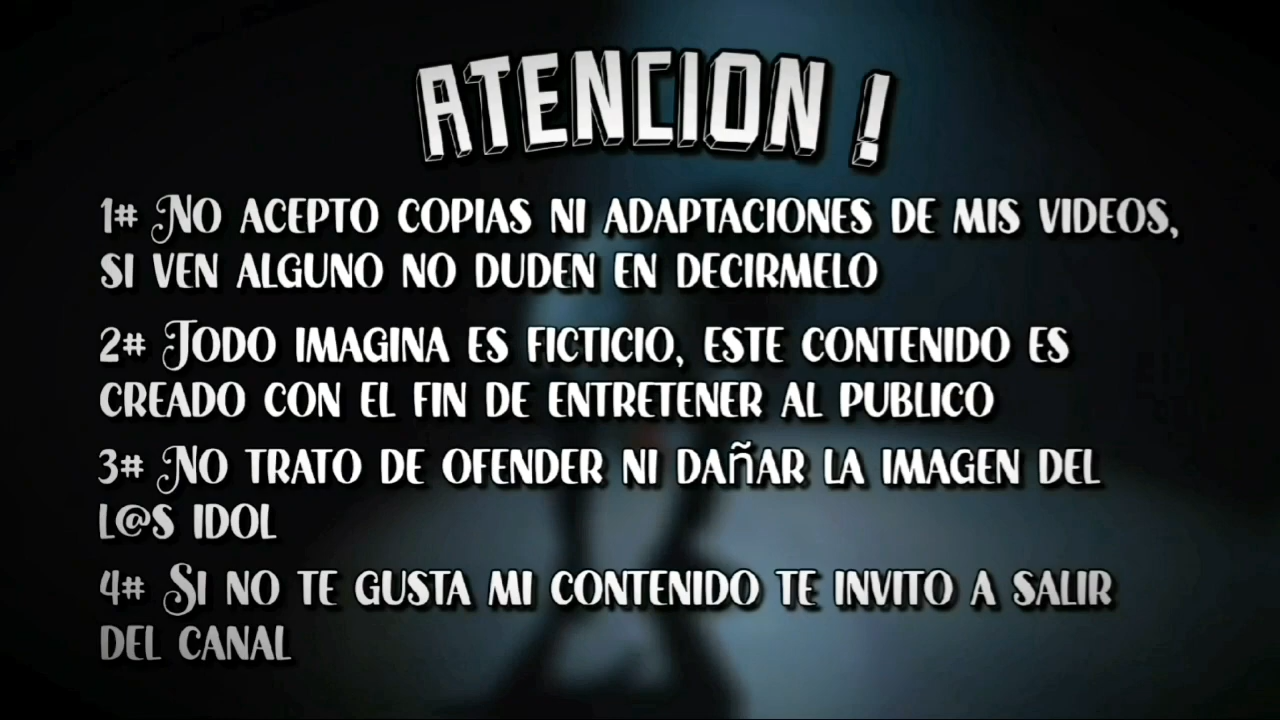 ATENCION !
1# No acepto copias ni adaptaciones de mis videos,
si ven alguno no duden en decirmelo
2# Todo imagina es ficticio, este contenido es
creado con el fin de entretener al publico
3# No trato de ofender ni dañar la imagen del
l@s idol
4# Si no te gusta mi contenido te invito a salir
del canal